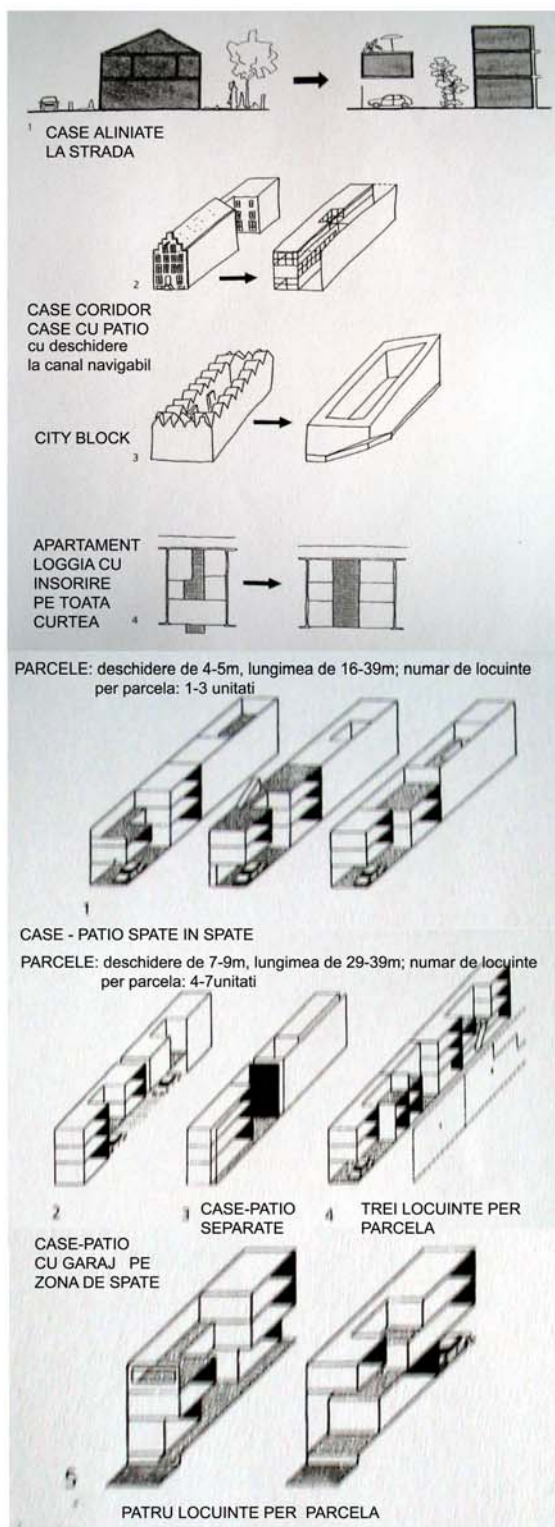 1 CASE ALINIATE
LA STRADA
2
CASE CORIDOR
CASE CU PATIO
cu deschidere
la canal navigabil
CITY BLOCK
3
APARTAMENT
LOGGIA CU
INSORIRE
PE TOATA
CURTEA
4
PARCELE: deschidere de 4-5m, lungimea de 16-39m; numar de locuinte
per parcela: 1-3 unitati
1
CASE - PATIO SPATE IN SPATE
PARCELE: deschidere de 7-9m, lungimea de 29-39m; numar de locuinte
per parcela: 4-7unitati
2
3 CASE-PATIO
SEPARATE
4 TREI LOCUINTE PER
PARCELA
CASE-PATIO
CU GARAJ PE
ZONA DE SPATE
5
PATRU LOCUINTE PER PARCELA